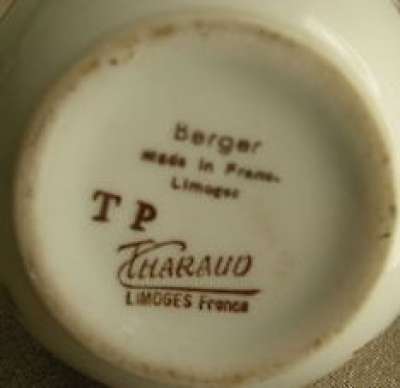 Berger
Made in France
Limoges
T P
THARAUD
LIMOGES France